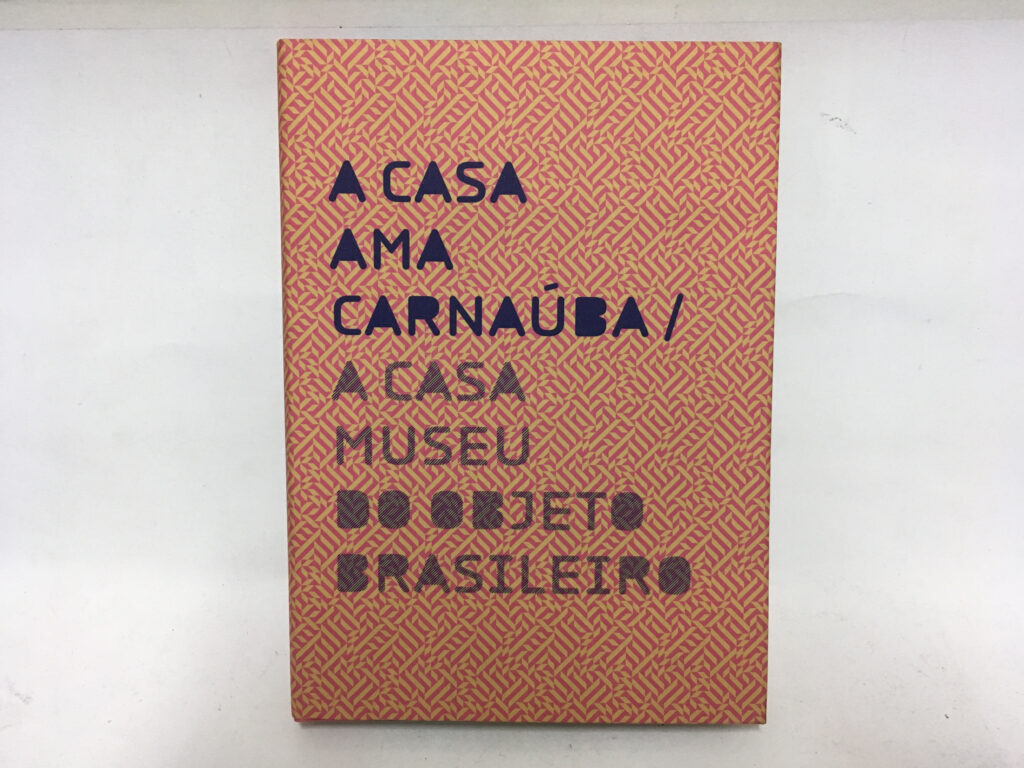 A CASA
AMA
CARNAÚBA /
A CASA
MUSEU
DO OBJETO
BRASILEIRO